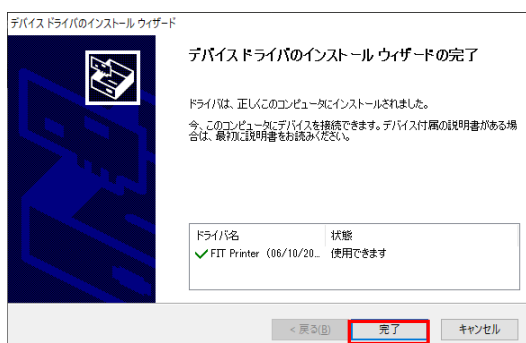 デバイス ドライバのインストール ウィザード
デバイス ドライバのインストール ウィザードの完了
ドライバは、正しくこのコンピュータにインストールされました。
今、このコンピュータにデバイスを接続できます。デバイス付属の説明書がある場
合は、最初に説明書をお読みください。
ドライバ名 状態
FIT Printer (06/10/20... 使用できます
< 戻る(B) 完了 キャンセル